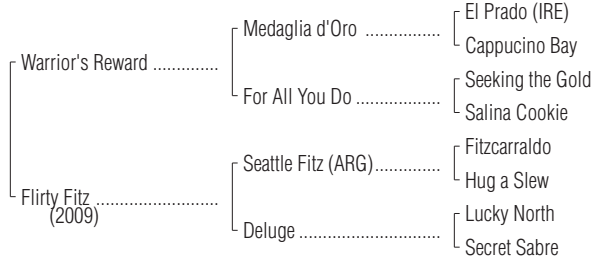 El Prado (IRE)
Medaglia d'Oro ................
Cappucino Bay
Warrior's Reward ..............
Seeking the Gold
For All You Do ..................
Salina Cookie
Fitzcarraldo
Seattle Fitz (ARG)..............
Hug a Slew
Flirty Fitz ..........................
(2009)
Lucky North
Deluge ..............................
Secret Sabre